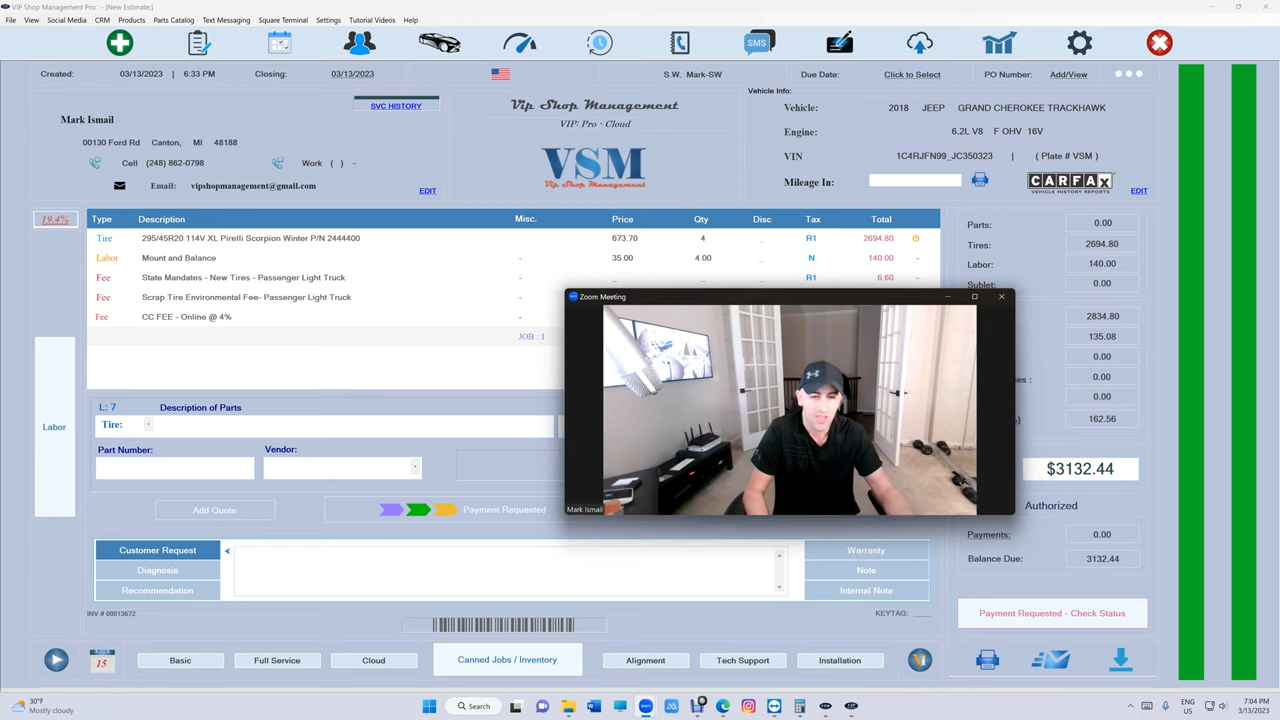 VIP Shop Management Pro: - [New Estimate]
File View Social Media CRM Products Parts Catalog Text Messaging Square Terminal Settings Tutorial Videos Help
SMS
Created: 03/13/2023 | 6:33 PM Closing: 03/13/2023 S.W. Mark-SW Due Date: Click to Select PO Number: Add/View
SVC HISTORY
Mark Ismail
00130 Ford Rd Canton, MI 48188
Cell (248) 862-0798 Work ( ) -
Email: vipshopmanagement@gmail.com
EDIT
Vip Shop Management
VIP: Pro - Cloud
VSM
Vip Shop Management
Vehicle Info:
Vehicle: 2018 JEEP GRAND CHEROKEE TRACKHAWK
Engine: 6.2L V8 F OHV 16V
VIN 1C4RJFN99_JC350323 | ( Plate # VSM )
Mileage In: CARFAX
VEHICLE HISTORY REPORTS
EDIT
19.4%
Type Description Misc. Price Qty Disc Tax Total
Tire 295/45R20 114V XL Pirelli Scorpion Winter P/N 2444400 673.70 4 _ R1 2694.80
Labor Mount and Balance - 35.00 4.00 _ N 140.00 -
Fee State Mandates - New Tires - Passenger Light Truck - _ _ _ R1 6.60 -
Fee Scrap Tire Environmental Fee- Passenger Light Truck -
Fee CC FEE - Online @ 4% -
JOB : 1
Parts: 0.00
Tires: 2694.80
Labor: 140.00
Sublet: 0.00
2834.80
135.08
0.00
es : 0.00
0.00
) 162.56
$3132.44
Authorized
Payments: 0.00
Balance Due: 3132.44
Payment Requested - Check Status
Zoom Meeting
Mark Ismail
Labor
L: 7 Description of Parts
Tire:
Part Number: Vendor:
Add Quote Payment Requested
Customer Request
Diagnosis
Recommendation
Warranty
Note
Internal Note
INV # 00013672 KEYTAG: ____
15 Basic Full Service Cloud Canned Jobs / Inventory Alignment Tech Support Installation
30°F
Mostly cloudy
Search
ENG
US
7:04 PM
3/13/2023